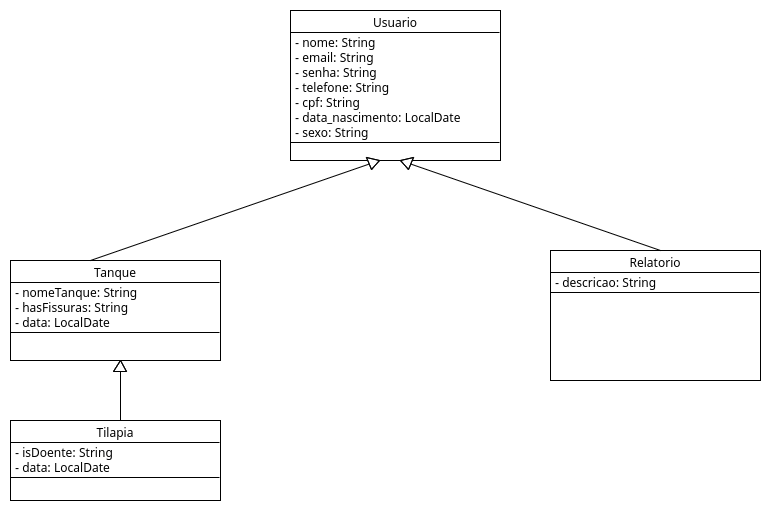 Usuario
- nome: String
- email: String
- senha: String
- telefone: String
- cpf: String
- data_nascimento: LocalDate
- sexo: String
Tanque
- nomeTanque: String
- hasFissuras: String
- data: LocalDate
Relatorio
- descricao: String
Tilapia
- isDoente: String
- data: LocalDate